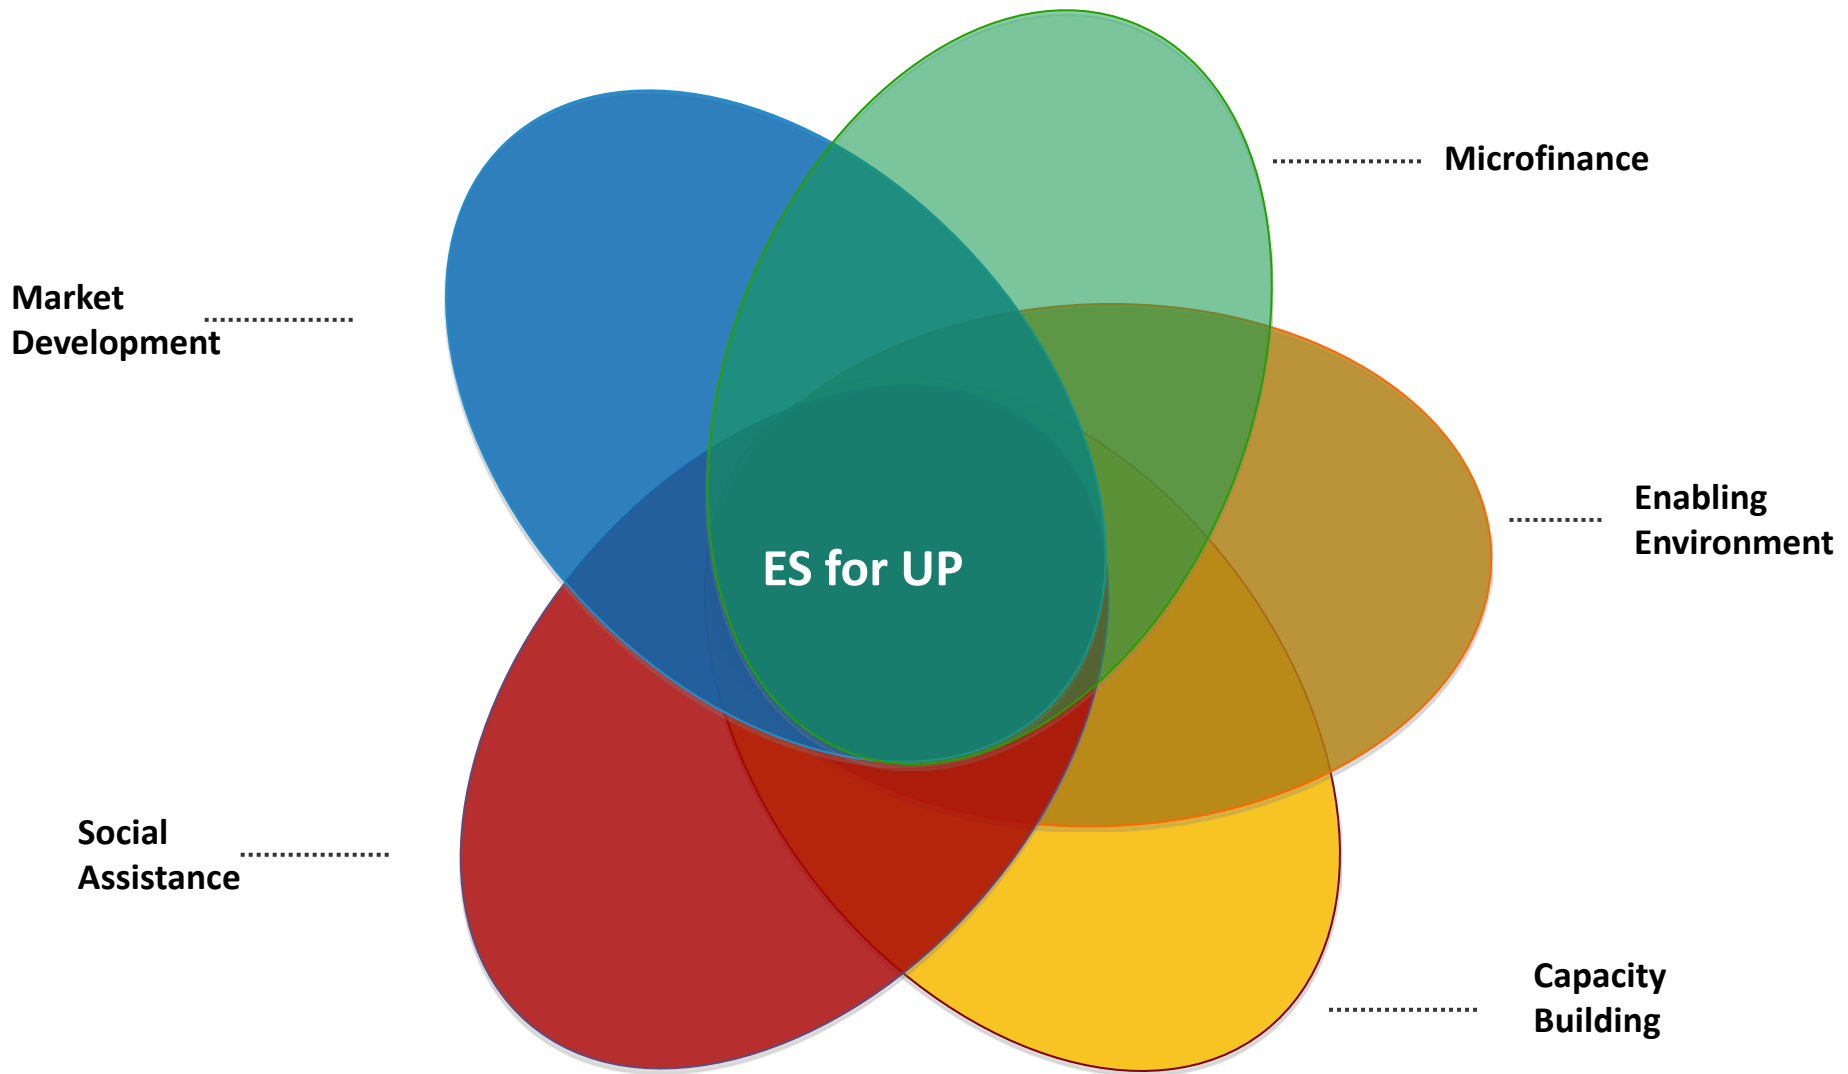 Microfinance
Market
Development
Enabling
Environment
ES for UP
Social
Assistance
Capacity
Building